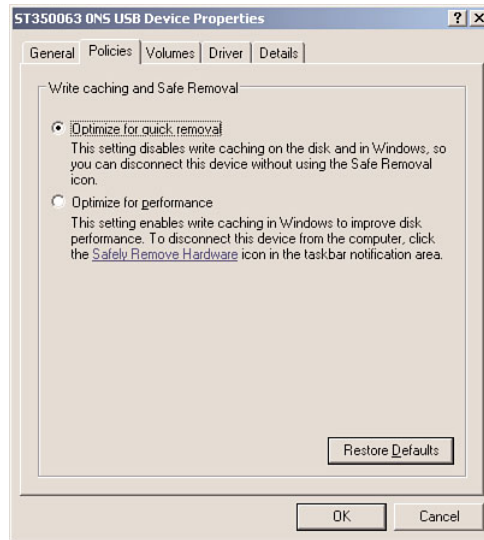 ST350063 0NS USB Device Properties
General Policies Volumes Driver Details
Write caching and Safe Removal
Optimize for quick removal
This setting disables write caching on the disk and in Windows, so
you can disconnect this device without using the Safe Removal
icon.
Optimize for performance
This setting enables write caching in Windows to improve disk
performance. To disconnect this device from the computer, click
the Safely Remove Hardware icon in the taskbar notification area.
Restore Defaults
OK Cancel